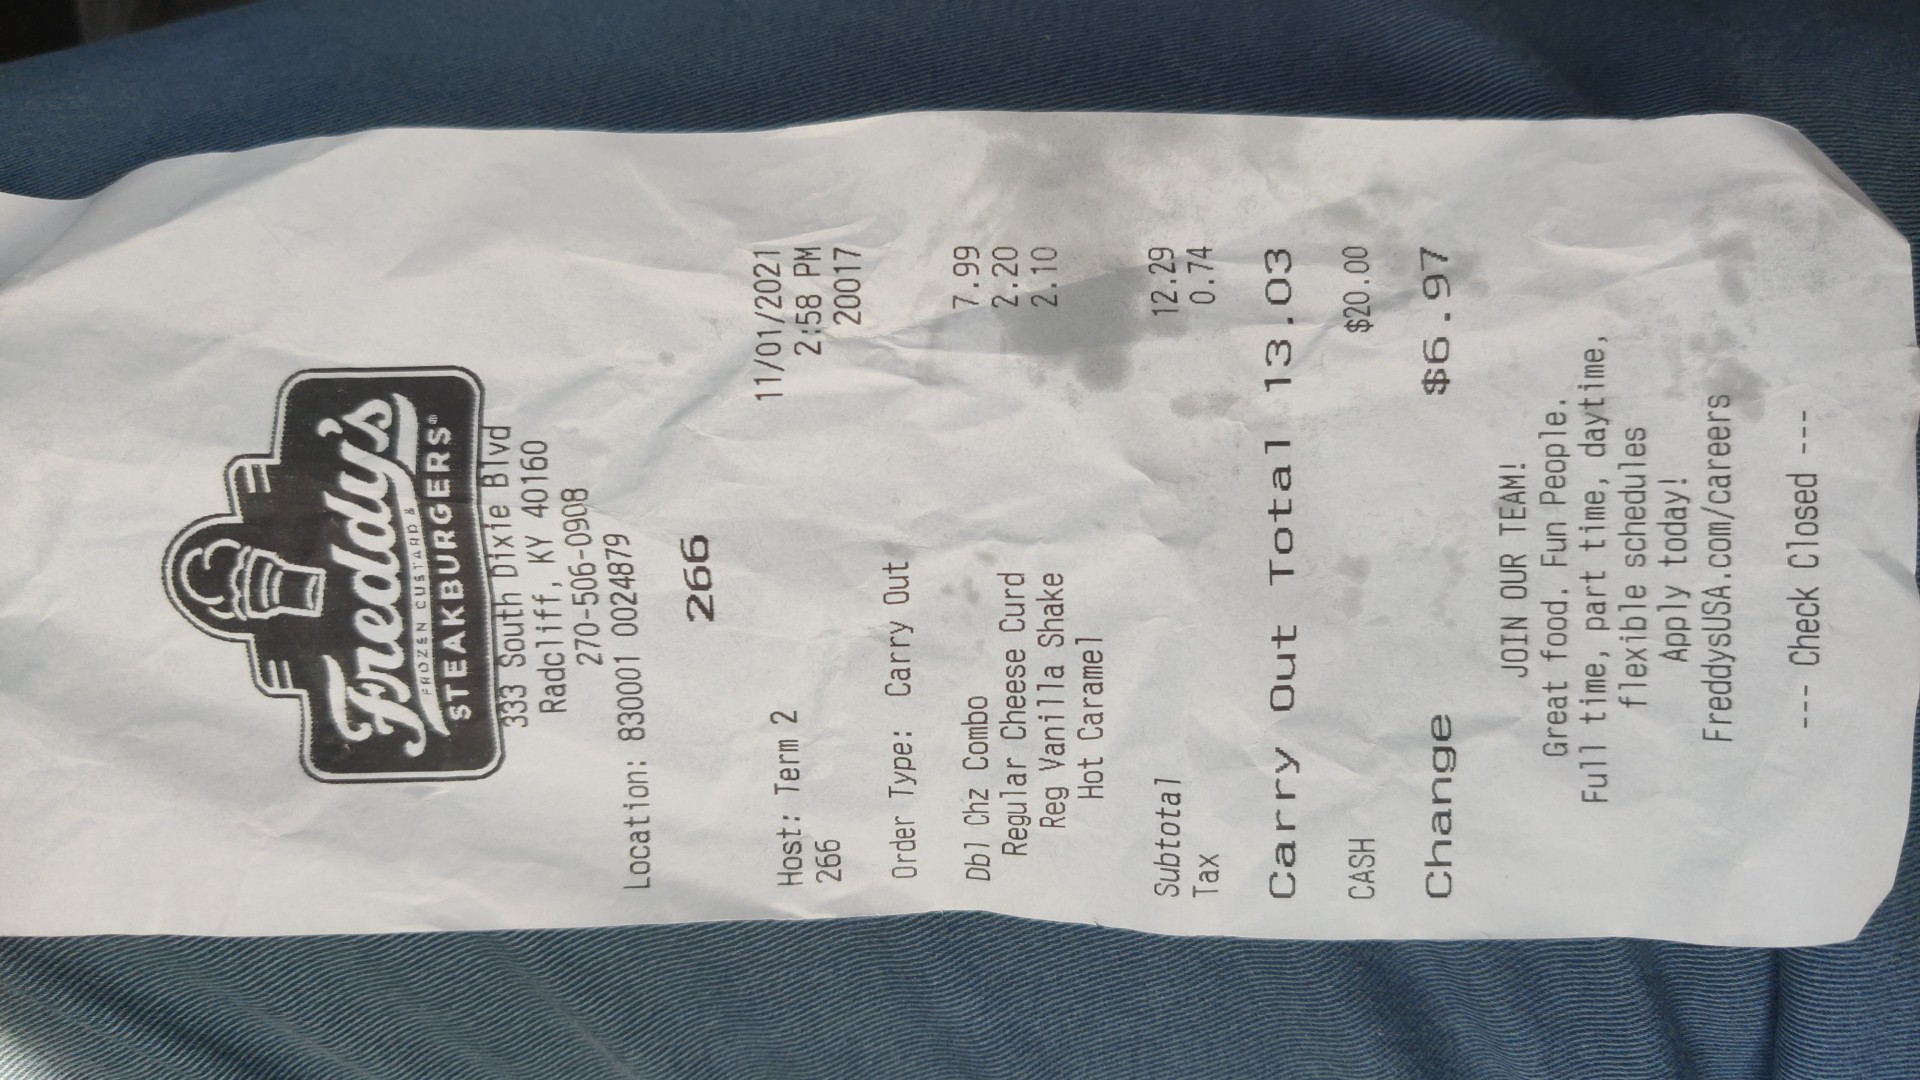 Freddy's
FROZEN CUSTARD &
STEAKBURGERS®
333 South Dixie Blvd
Radcliff, KY 40160
270-506-0908
Location: 830001 0024879
266
11/01/2021
Host: Term 2 2:58 PM
266 20017
Order Type: Carry Out
Dbl Chz Combo 7.99
Regular Cheese Curd 2.20
Reg Vanilla Shake 2.10
Hot Caramel
Subtotal 12.29
Tax 0.74
Carry Out Total 13.03
CASH $20.00
Change $6.97
JOIN OUR TEAM!
Great food. Fun People.
Full time, part time, daytime,
flexible schedules
Apply today!
FreddysUSA.com/careers
--- Check Closed ---